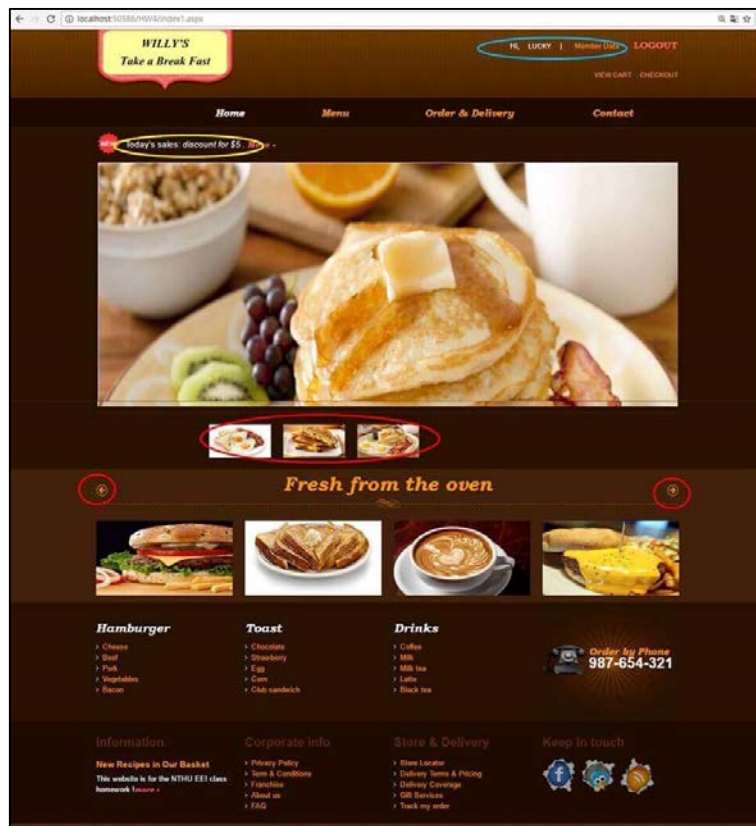 localhost:50586/HW4/index1.aspx
WILLY'S
Take a Break Fast
Hi, LUCKY | Member Data LOGOUT
VIEW CART CHECKOUT
Home Menu Order & Delivery Contact
NEW Today's sales: discount for $5.
Fresh from the oven
Hamburger
› Cheese
› Beef
› Pork
› Vegetables
› Bacon
Toast
› Chocolate
› Strawberry
› Egg
› Corn
› Club sandwich
Drinks
› Coffee
› Milk
› Milk tea
› Latte
› Black tea
Order by Phone
987-654-321
Information
New Recipes in Our Basket
This website is for the NTHU EEI class
homework !more ›
Corporate Info
› Privacy Policy
› Term & Conditions
› Franchise
› About us
› FAQ
Store & Delivery
› Store Locator
› Delivery Terms & Pricing
› Delivery Coverage
› Gift Services
› Track my order
Keep in touch